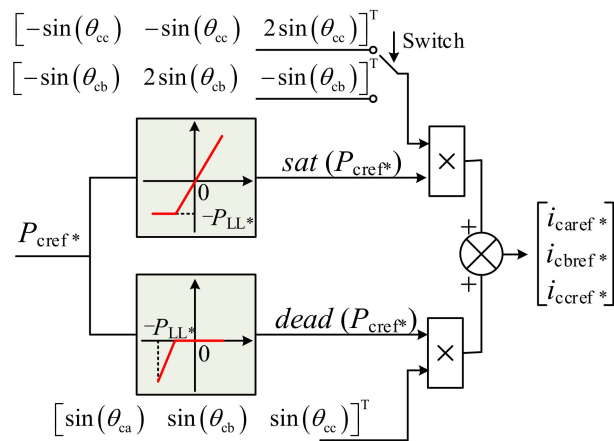 [−sin(θcc) −sin(θcc) 2sin(θcc)]ᵀ
Switch
[−sin(θcb) 2sin(θcb) −sin(θcb)]ᵀ
×
0
sat (Pcref*)
−PLL*
Pcref*
+
icaref*
icbref*
iccref*
+
−PLL*
0
dead (Pcref*)
×
[sin(θca) sin(θcb) sin(θcc)]ᵀ